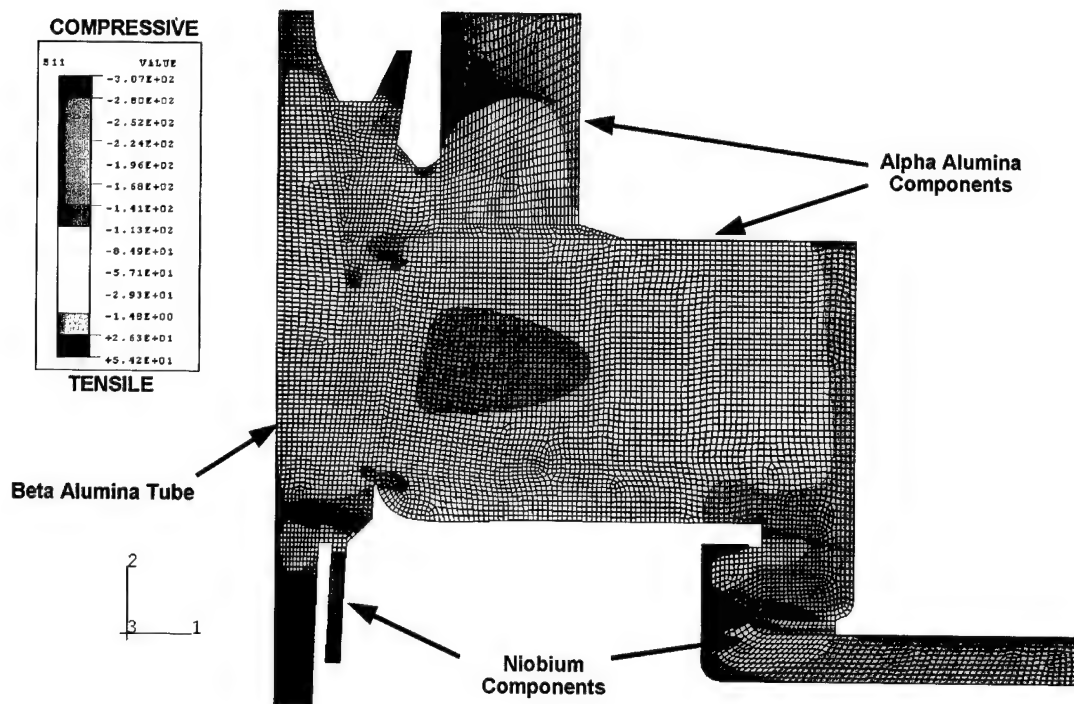 COMPRESSIVE
S11 VALUE
-3.07E+02
-2.80E+02
-2.52E+02
-2.24E+02
-1.96E+02
-1.68E+02
-1.41E+02
-1.13E+02
-8.49E+01
-5.71E+01
-2.93E+01
-1.48E+00
+2.63E+01
+5.42E+01
TENSILE
Alpha Alumina
Components
Beta Alumina Tube
2
3 1
Niobium
Components